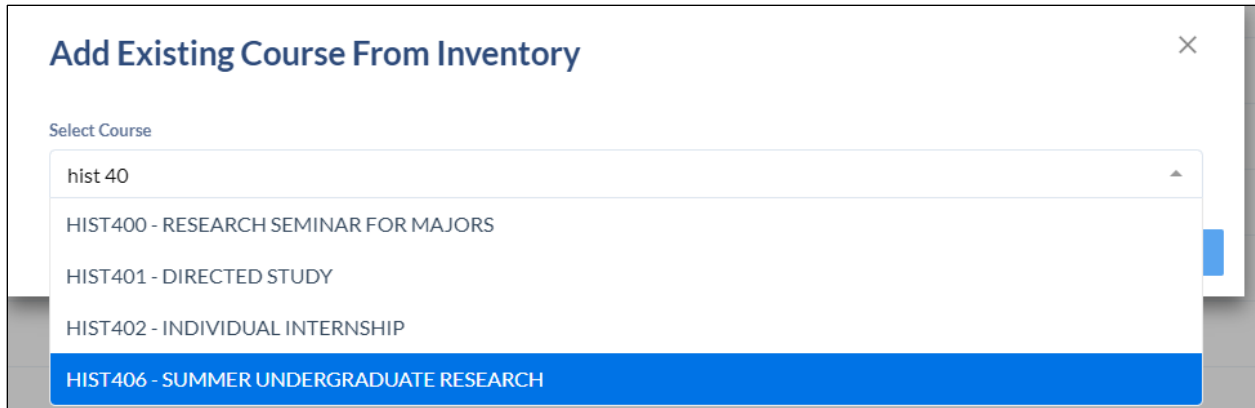 Add Existing Course From Inventory
Select Course
hist 40
HIST400 - RESEARCH SEMINAR FOR MAJORS
HIST401 - DIRECTED STUDY
HIST402 - INDIVIDUAL INTERNSHIP
HIST406 - SUMMER UNDERGRADUATE RESEARCH